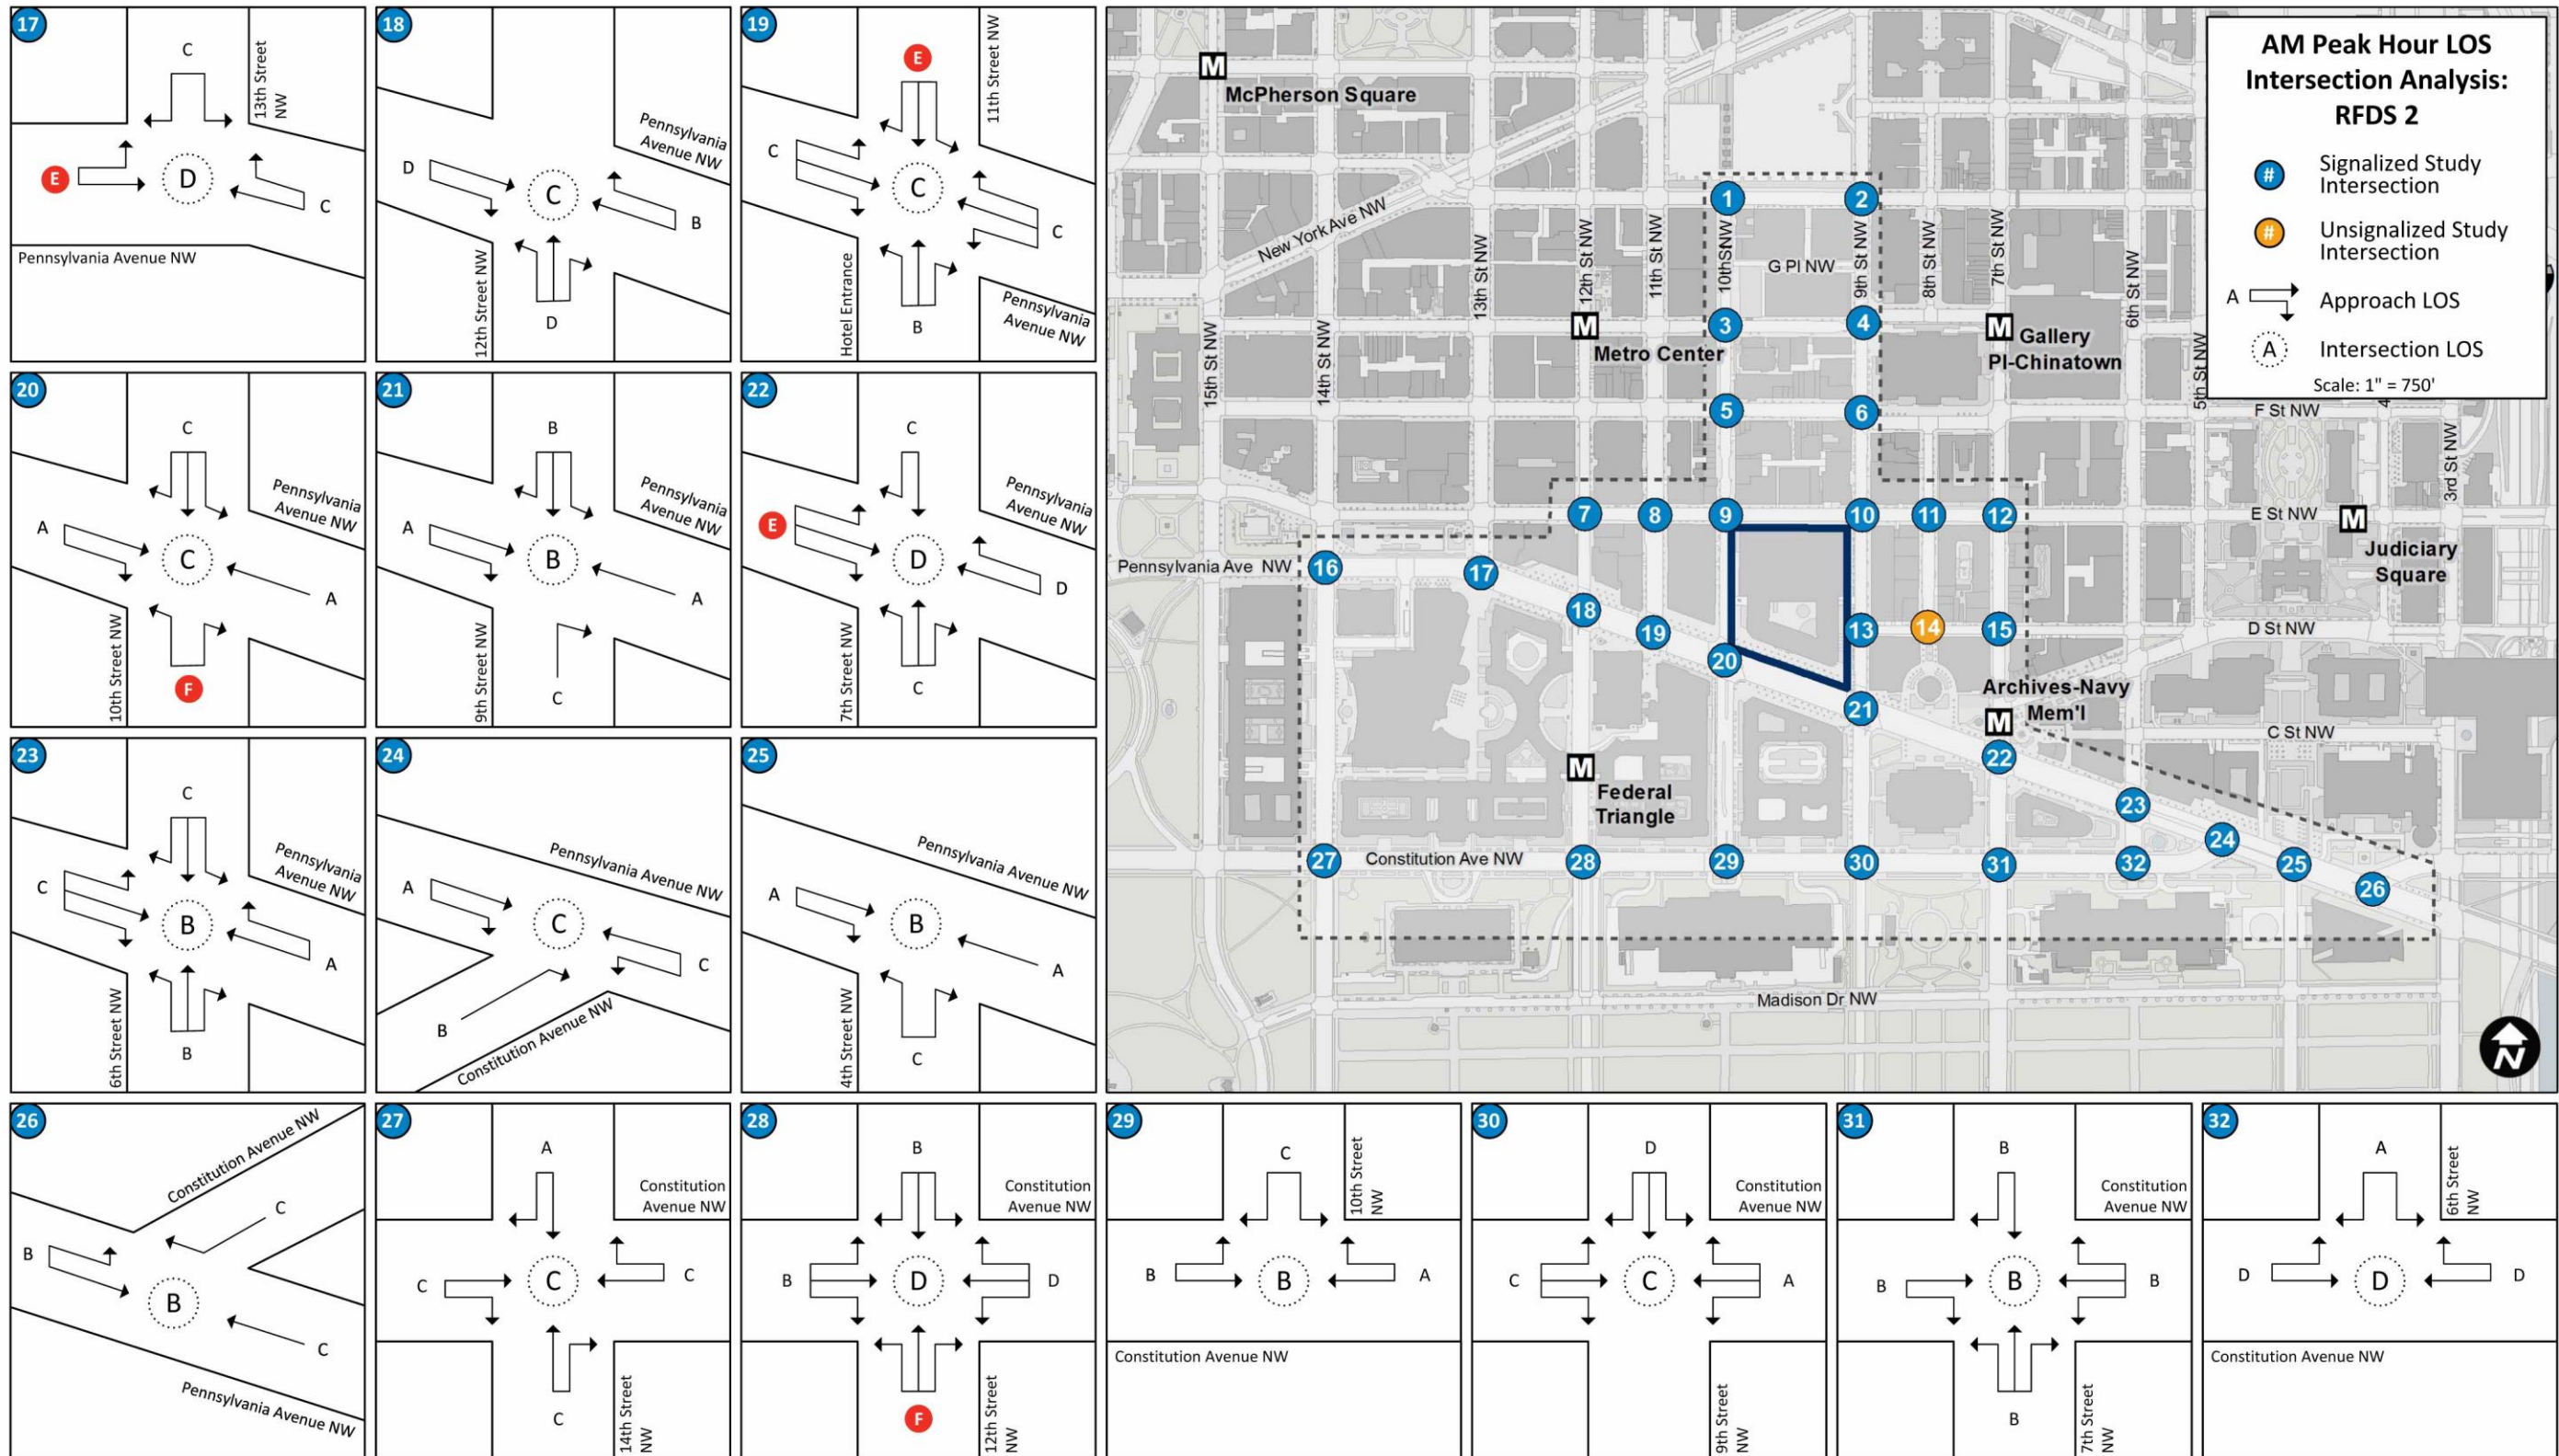 17
C
13th Street
NW
E
D
C
Pennsylvania Avenue NW
18
Pennsylvania
Avenue NW
D
C
B
12th Street NW
D
19
E
11th Street NW
C
C
C
Hotel Entrance
B
Pennsylvania
Avenue NW
20
C
Pennsylvania
Avenue NW
A
C
A
10th Street NW
F
21
B
Pennsylvania
Avenue NW
A
B
A
9th Street NW
C
22
C
Pennsylvania
Avenue NW
E
D
D
7th Street NW
C
23
C
Pennsylvania
Avenue NW
C
B
A
6th Street NW
B
24
Pennsylvania Avenue NW
A
C
C
B
Constitution Avenue NW
25
Pennsylvania Avenue NW
A
B
A
4th Street NW
C
M
McPherson Square
New York Ave NW
1
2
G Pl NW
15th St NW
14th St NW
13th St NW
12th St NW
11th St NW
10thStNW
9th St NW
8th St NW
7th St NW
6th St NW
5th St NW
4
3rd St NW
M
Metro Center
3
4
M
Gallery
Pl-Chinatown
5
6
F St NW
7
8
9
10
11
12
E St NW
M
Judiciary
Square
Pennsylvania Ave NW
16
17
18
19
20
13
14
15
D St NW
21
Archives-Navy
Mem'l
M
C St NW
22
M
Federal
Triangle
23
24
25
26
27
Constitution Ave NW
28
29
30
31
32
Madison Dr NW
N
AM Peak Hour LOS
Intersection Analysis:
RFDS 2
# Signalized Study
Intersection
# Unsignalized Study
Intersection
A Approach LOS
A Intersection LOS
Scale: 1" = 750'
26
Constitution Avenue NW
C
B
B
C
Pennsylvania Avenue NW
27
A
Constitution
Avenue NW
C
C
C
C
14th Street
NW
28
B
Constitution
Avenue NW
B
D
D
F
12th Street
NW
29
C
10th Street
NW
B
B
A
Constitution Avenue NW
30
D
Constitution
Avenue NW
C
C
A
9th Street
NW
31
B
Constitution
Avenue NW
B
B
B
B
7th Street
NW
32
A
6th Street
NW
D
D
D
Constitution Avenue NW